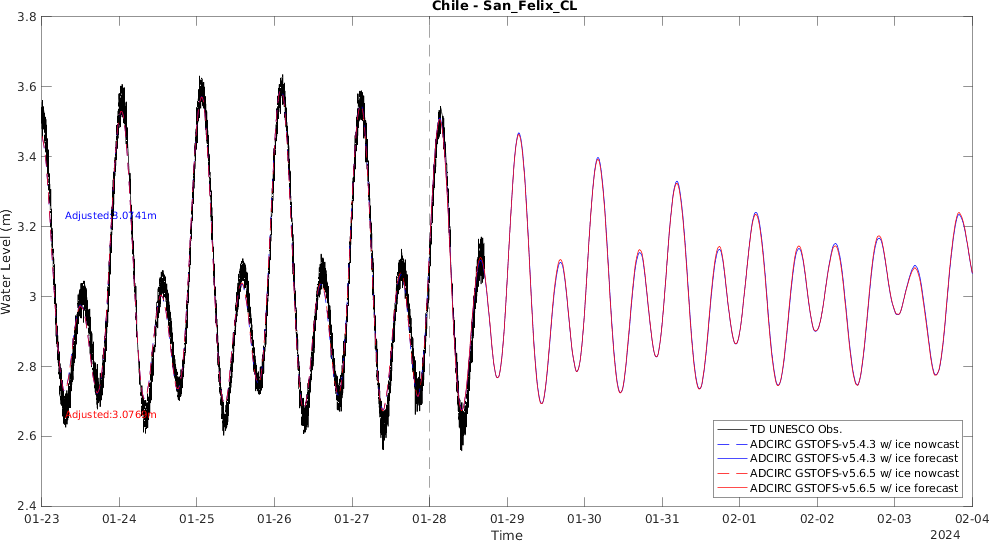 Chile - San_Felix_CL
Water Level (m)
3.8
3.6
3.4
3.2
3
2.8
2.6
2.4
Adjusted:3.0741m
TD UNESCO Obs.
ADCIRC GSTOFS-v5.4.3 w/ ice nowcast
ADCIRC GSTOFS-v5.4.3 w/ ice forecast
ADCIRC GSTOFS-v5.6.5 w/ ice nowcast
ADCIRC GSTOFS-v5.6.5 w/ ice forecast
01-23 01-24 01-25 01-26 01-27 01-28 01-29 01-30 01-31 02-01 02-02 02-03 02-04
Time
2024